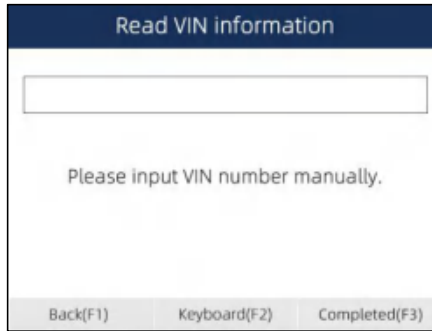 Read VIN information
Please input VIN number manually.
Back(F1) Keyboard(F2) Completed(F3)